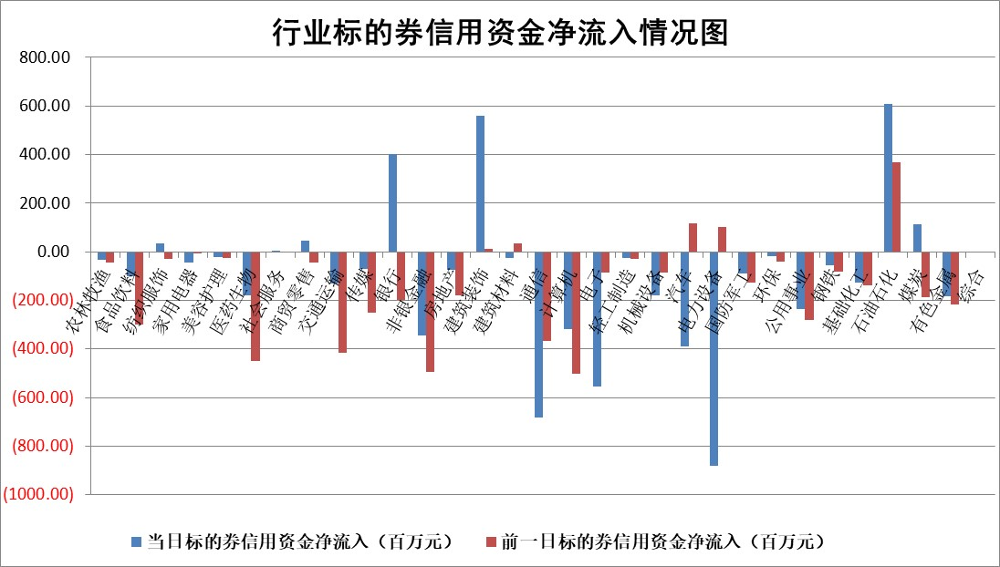 行业标的券信用资金净流入情况图
800.00
600.00
400.00
200.00
0.00
(200.00)
(400.00)
(600.00)
(800.00)
(1000.00)
农林牧渔
食品饮料
纺织服饰
家用电器
美容护理
医药生物
社会服务
商贸零售
交通运输
传媒
银行
非银金融
房地产
建筑装饰
建筑材料
通信
计算机
电子
轻工制造
机械设备
汽车
电力设备
国防军工
环保
公用事业
钢铁
基础化工
石油石化
煤炭
有色金属
综合
当日标的券信用资金净流入（百万元）
前一日标的券信用资金净流入（百万元）